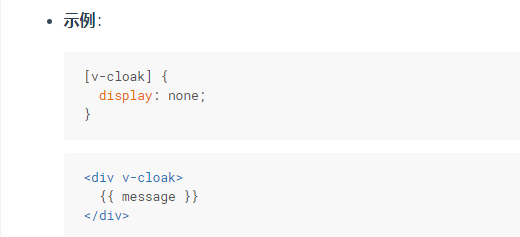 示例：
[v-cloak] {
  display: none;
}
<div v-cloak>
  {{ message }}
</div>